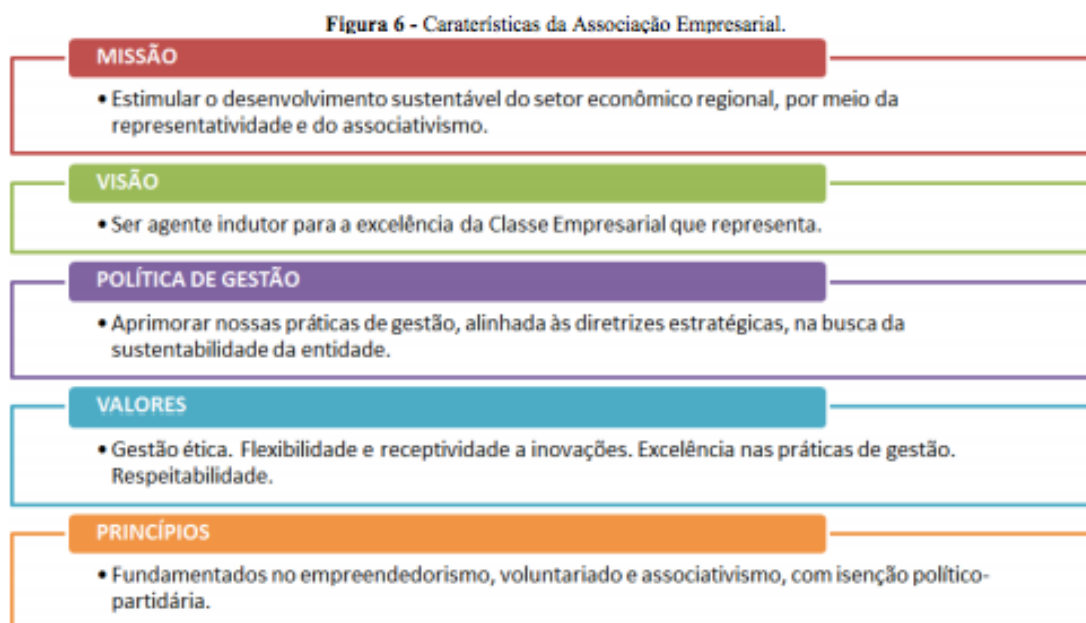 Figura 6 - Caraterísticas da Associação Empresarial.
MISSÃO
• Estimular o desenvolvimento sustentável do setor econômico regional, por meio da
representatividade e do associativismo.
VISÃO
• Ser agente indutor para a excelência da Classe Empresarial que representa.
POLÍTICA DE GESTÃO
• Aprimorar nossas práticas de gestão, alinhada às diretrizes estratégicas, na busca da
sustentabilidade da entidade.
VALORES
• Gestão ética. Flexibilidade e receptividade a inovações. Excelência nas práticas de gestão.
Respeitabilidade.
PRINCÍPIOS
• Fundamentados no empreendedorismo, voluntariado e associativismo, com isenção político-
partidária.